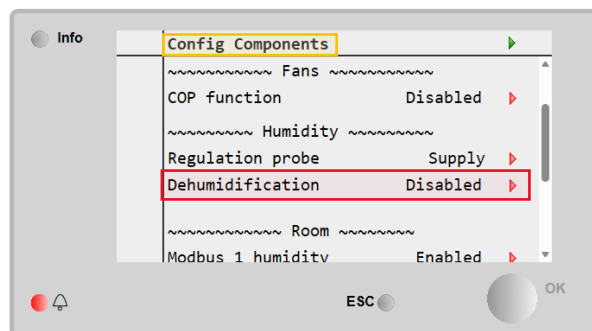 Info
Config Components
~~~~~~~~~~~ Fans ~~~~~~~~~~~
COP function Disabled
~~~~~~~~~ Humidity ~~~~~~~~~
Regulation probe Supply
Dehumidification Disabled
~~~~~~~~~~~~ Room ~~~~~~~~
Modbus 1 humidity Enabled
ESC
OK